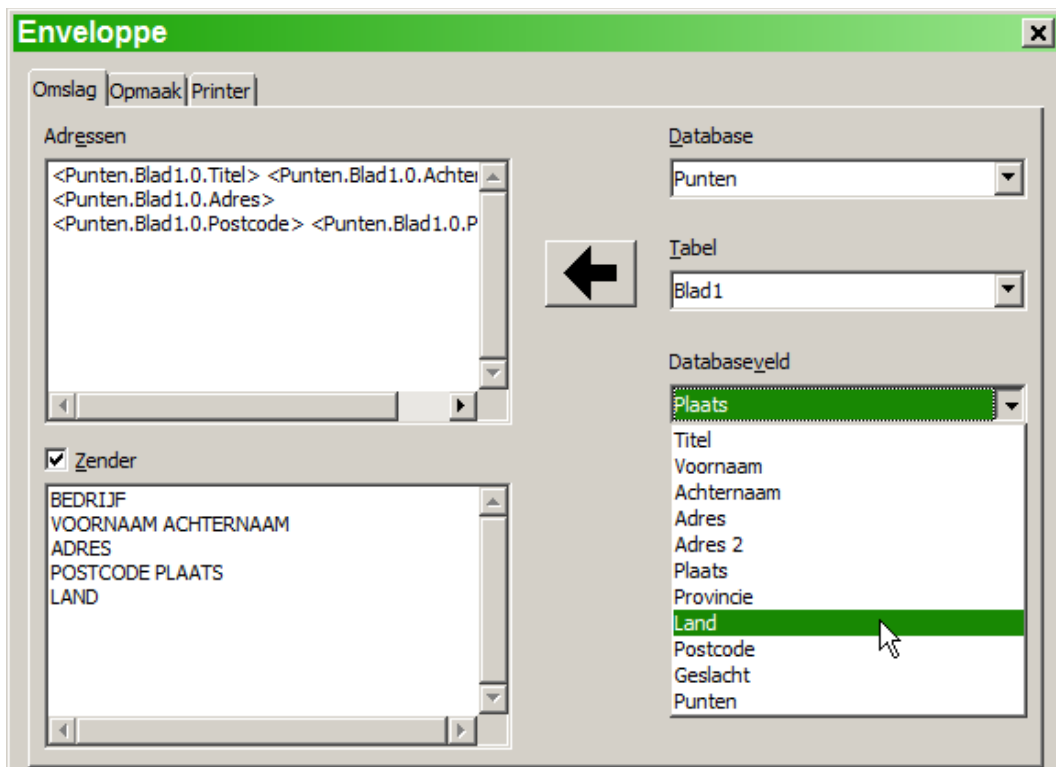 Enveloppe
Omslag Opmaak Printer
Adressen
<Punten.Blad1.0.Titel> <Punten.Blad1.0.Achter
<Punten.Blad1.0.Adres>
<Punten.Blad1.0.Postcode> <Punten.Blad1.0.P
Zender
BEDRIJF
VOORNAAM ACHTERNAAM
ADRES
POSTCODE PLAATS
LAND
Database
Punten
Tabel
Blad1
Databaseveld
Plaats
Titel
Voornaam
Achternaam
Adres
Adres 2
Plaats
Provincie
Land
Postcode
Geslacht
Punten